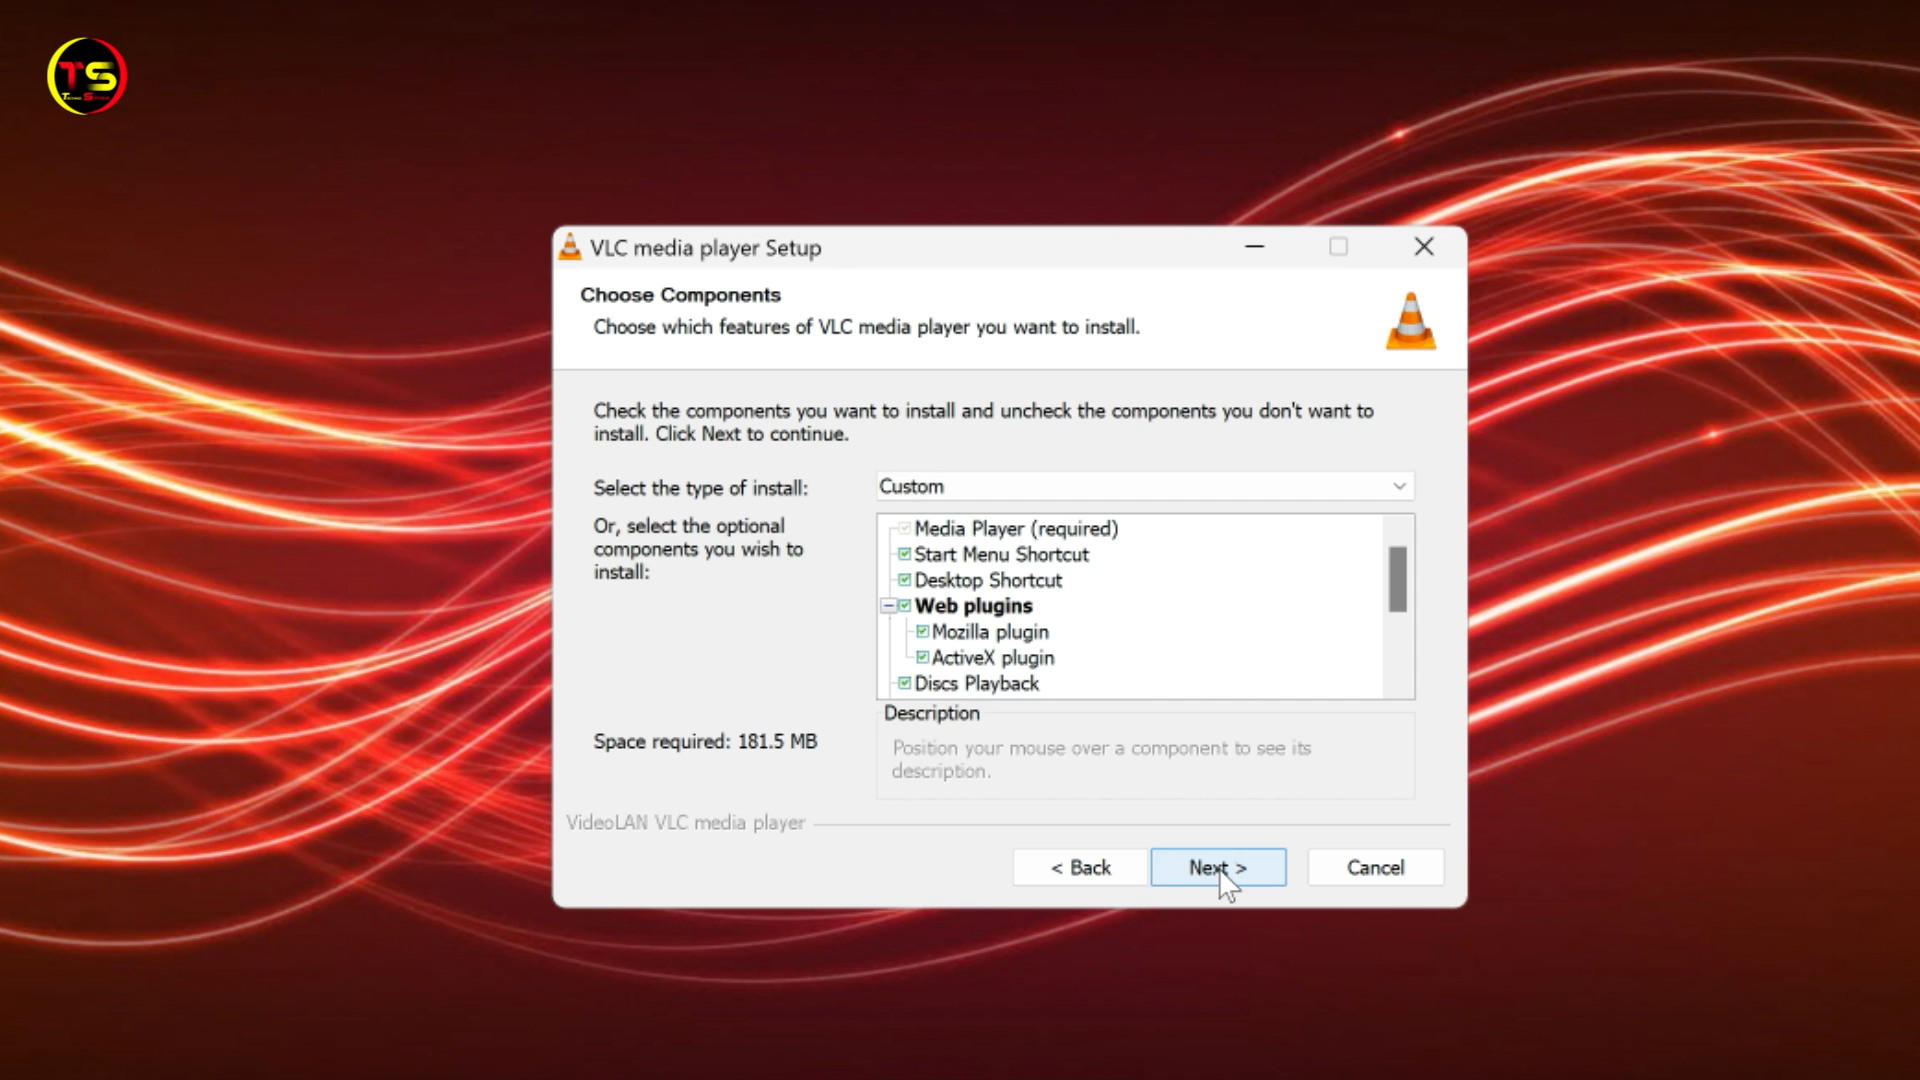 TS
VLC media player Setup
Choose Components
Choose which features of VLC media player you want to install.
Check the components you want to install and uncheck the components you don't want to
install. Click Next to continue.
Select the type of install:
Custom
Or, select the optional
components you wish to
install:
Media Player (required)
Start Menu Shortcut
Desktop Shortcut
Web plugins
Mozilla plugin
ActiveX plugin
Discs Playback
Space required: 181.5 MB
Description
Position your mouse over a component to see its
description.
VideoLAN VLC media player
< Back
Next >
Cancel